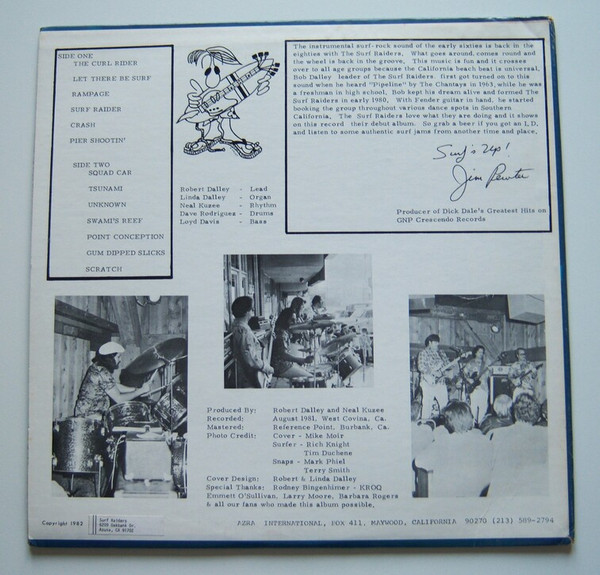 SIDE ONE
THE CURL RIDER
LET THERE BE SURF
RAMPAGE
SURF RAIDER
CRASH
PIER SHOOTIN'
SIDE TWO
SQUAD CAR
TSUNAMI
UNKNOWN
SWAMI'S REEF
POINT CONCEPTION
GUM DIPPED SLICKS
SCRATCH
Robert Dalley - Lead
Linda Dalley - Organ
Neal Kuzee - Rhythm
Dave Rodriguez - Drums
Loyd Davis - Bass
The instrumental surf-rock sound of the early sixties is back in the
eighties with The Surf Raiders. What goes around, comes round and
the wheel is back in the groove. This music is fun and it crosses
over to all age groups because the California beach beat is universal.
Bob Dalley leader of The Surf Raiders first got turned on to this
sound when he heard "Pipeline" by The Chantays in 1963, while he was
a freshman in high school. Bob kept his dream alive and formed The
Surf Raiders in early 1980. With Fender guitar in hand, he started
booking the group throughout various dance spots in Southern
California. The Surf Raiders love what they are doing and it shows
on this record their debut album. So grab a beer if you got an I.D.
and listen to some authentic surf jams from another time and place.
Surf's Up!
Jim Pewter
Producer of Dick Dale's Greatest Hits on
GNP Crescendo Records
Produced By: Robert Dalley and Neal Kuzee
Recorded: August 1981, West Covina, Ca.
Mastered: Reference Point, Burbank, Ca.
Photo Credit: Cover - Mike Moir
Surfer - Rich Knight
Tim Duchene
Snaps - Mark Phiel
Terry Smith
Cover Design: Robert & Linda Dalley
Special Thanks: Rodney Bingenheimer - KROQ
Emmett O'Sullivan, Larry Moore, Barbara Rogers
& all our fans who made this album possible.
Copyright 1982
Surf Raiders
Azusa, CA 91702
AZRA INTERNATIONAL, POX 411, MAYWOOD, CALIFORNIA 90270 (213) 589-2794